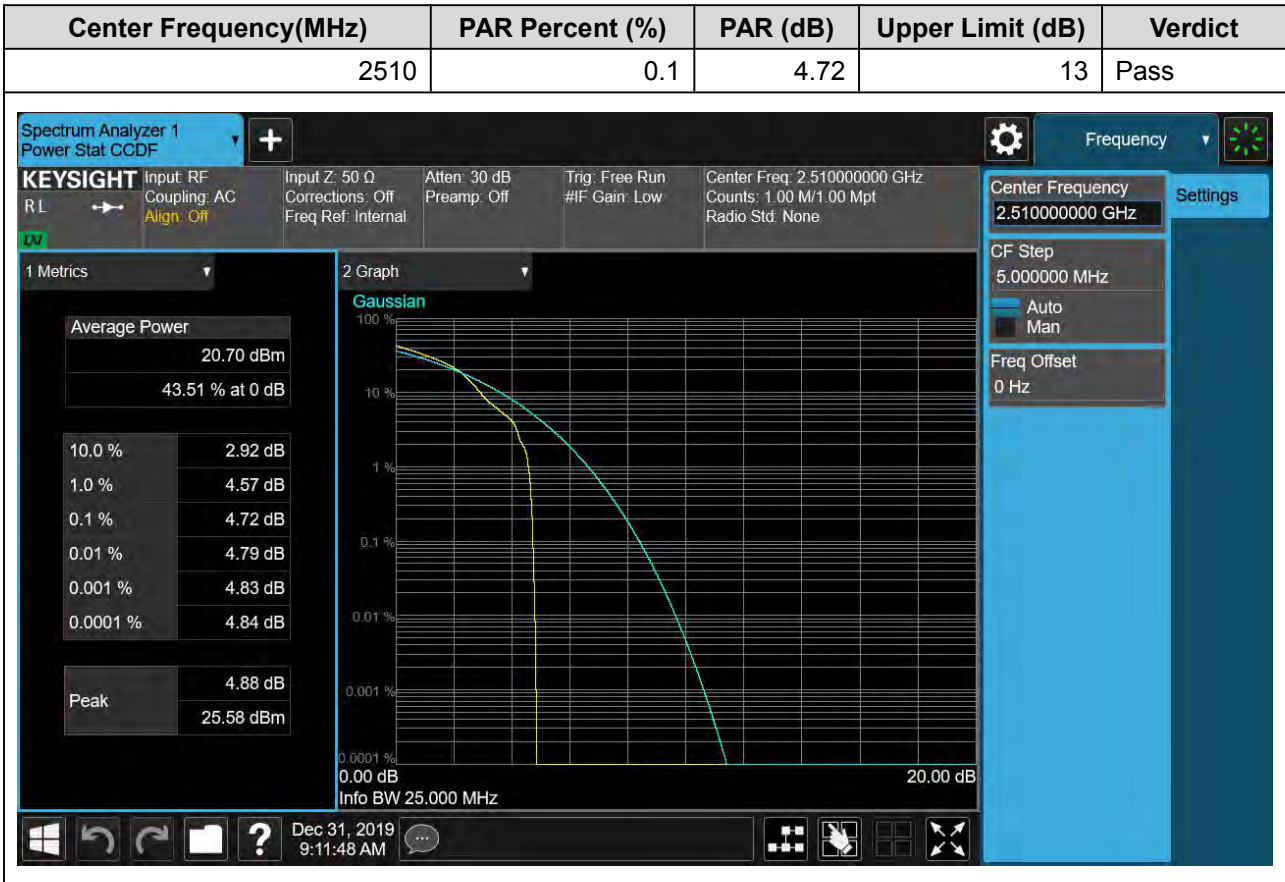 Center Frequency(MHz) PAR Percent (%) PAR (dB) Upper Limit (dB) Verdict
2510 0.1 4.72 13 Pass
Spectrum Analyzer 1
Power Stat CCDF
Frequency
KEYSIGHT
R L
Input: RF
Coupling: AC
Align: Off
Input Z: 50 Ω
Corrections: Off
Freq Ref: Internal
Atten: 30 dB
Preamp: Off
Trig: Free Run
#IF Gain: Low
Center Freq: 2.510000000 GHz
Counts: 1.00 M/1.00 Mpt
Radio Std: None
Center Frequency
2.510000000 GHz
Settings
CF Step
5.000000 MHz
Auto
Man
Freq Offset
0 Hz
1 Metrics
Average Power
20.70 dBm
43.51 % at 0 dB
10.0 % 2.92 dB
1.0 % 4.57 dB
0.1 % 4.72 dB
0.01 % 4.79 dB
0.001 % 4.83 dB
0.0001 % 4.84 dB
Peak
4.88 dB
25.58 dBm
2 Graph
Gaussian
100 %
10 %
1 %
0.1 %
0.01 %
0.001 %
0.0001 %
0.00 dB 20.00 dB
Info BW 25.000 MHz
?
Dec 31, 2019
9:11:48 AM